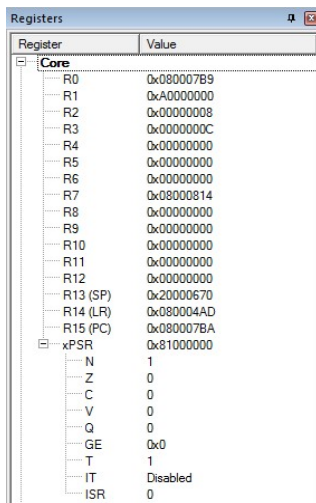 Registers
Register Value
Core
R0 0x080007B9
R1 0xA0000000
R2 0x00000008
R3 0x0000000C
R4 0x00000000
R5 0x00000000
R6 0x00000000
R7 0x08000814
R8 0x00000000
R9 0x00000000
R10 0x00000000
R11 0x00000000
R12 0x00000000
R13 (SP) 0x20000670
R14 (LR) 0x080004AD
R15 (PC) 0x080007BA
xPSR 0x81000000
N 1
Z 0
C 0
V 0
Q 0
GE 0x0
T 1
IT Disabled
ISR 0